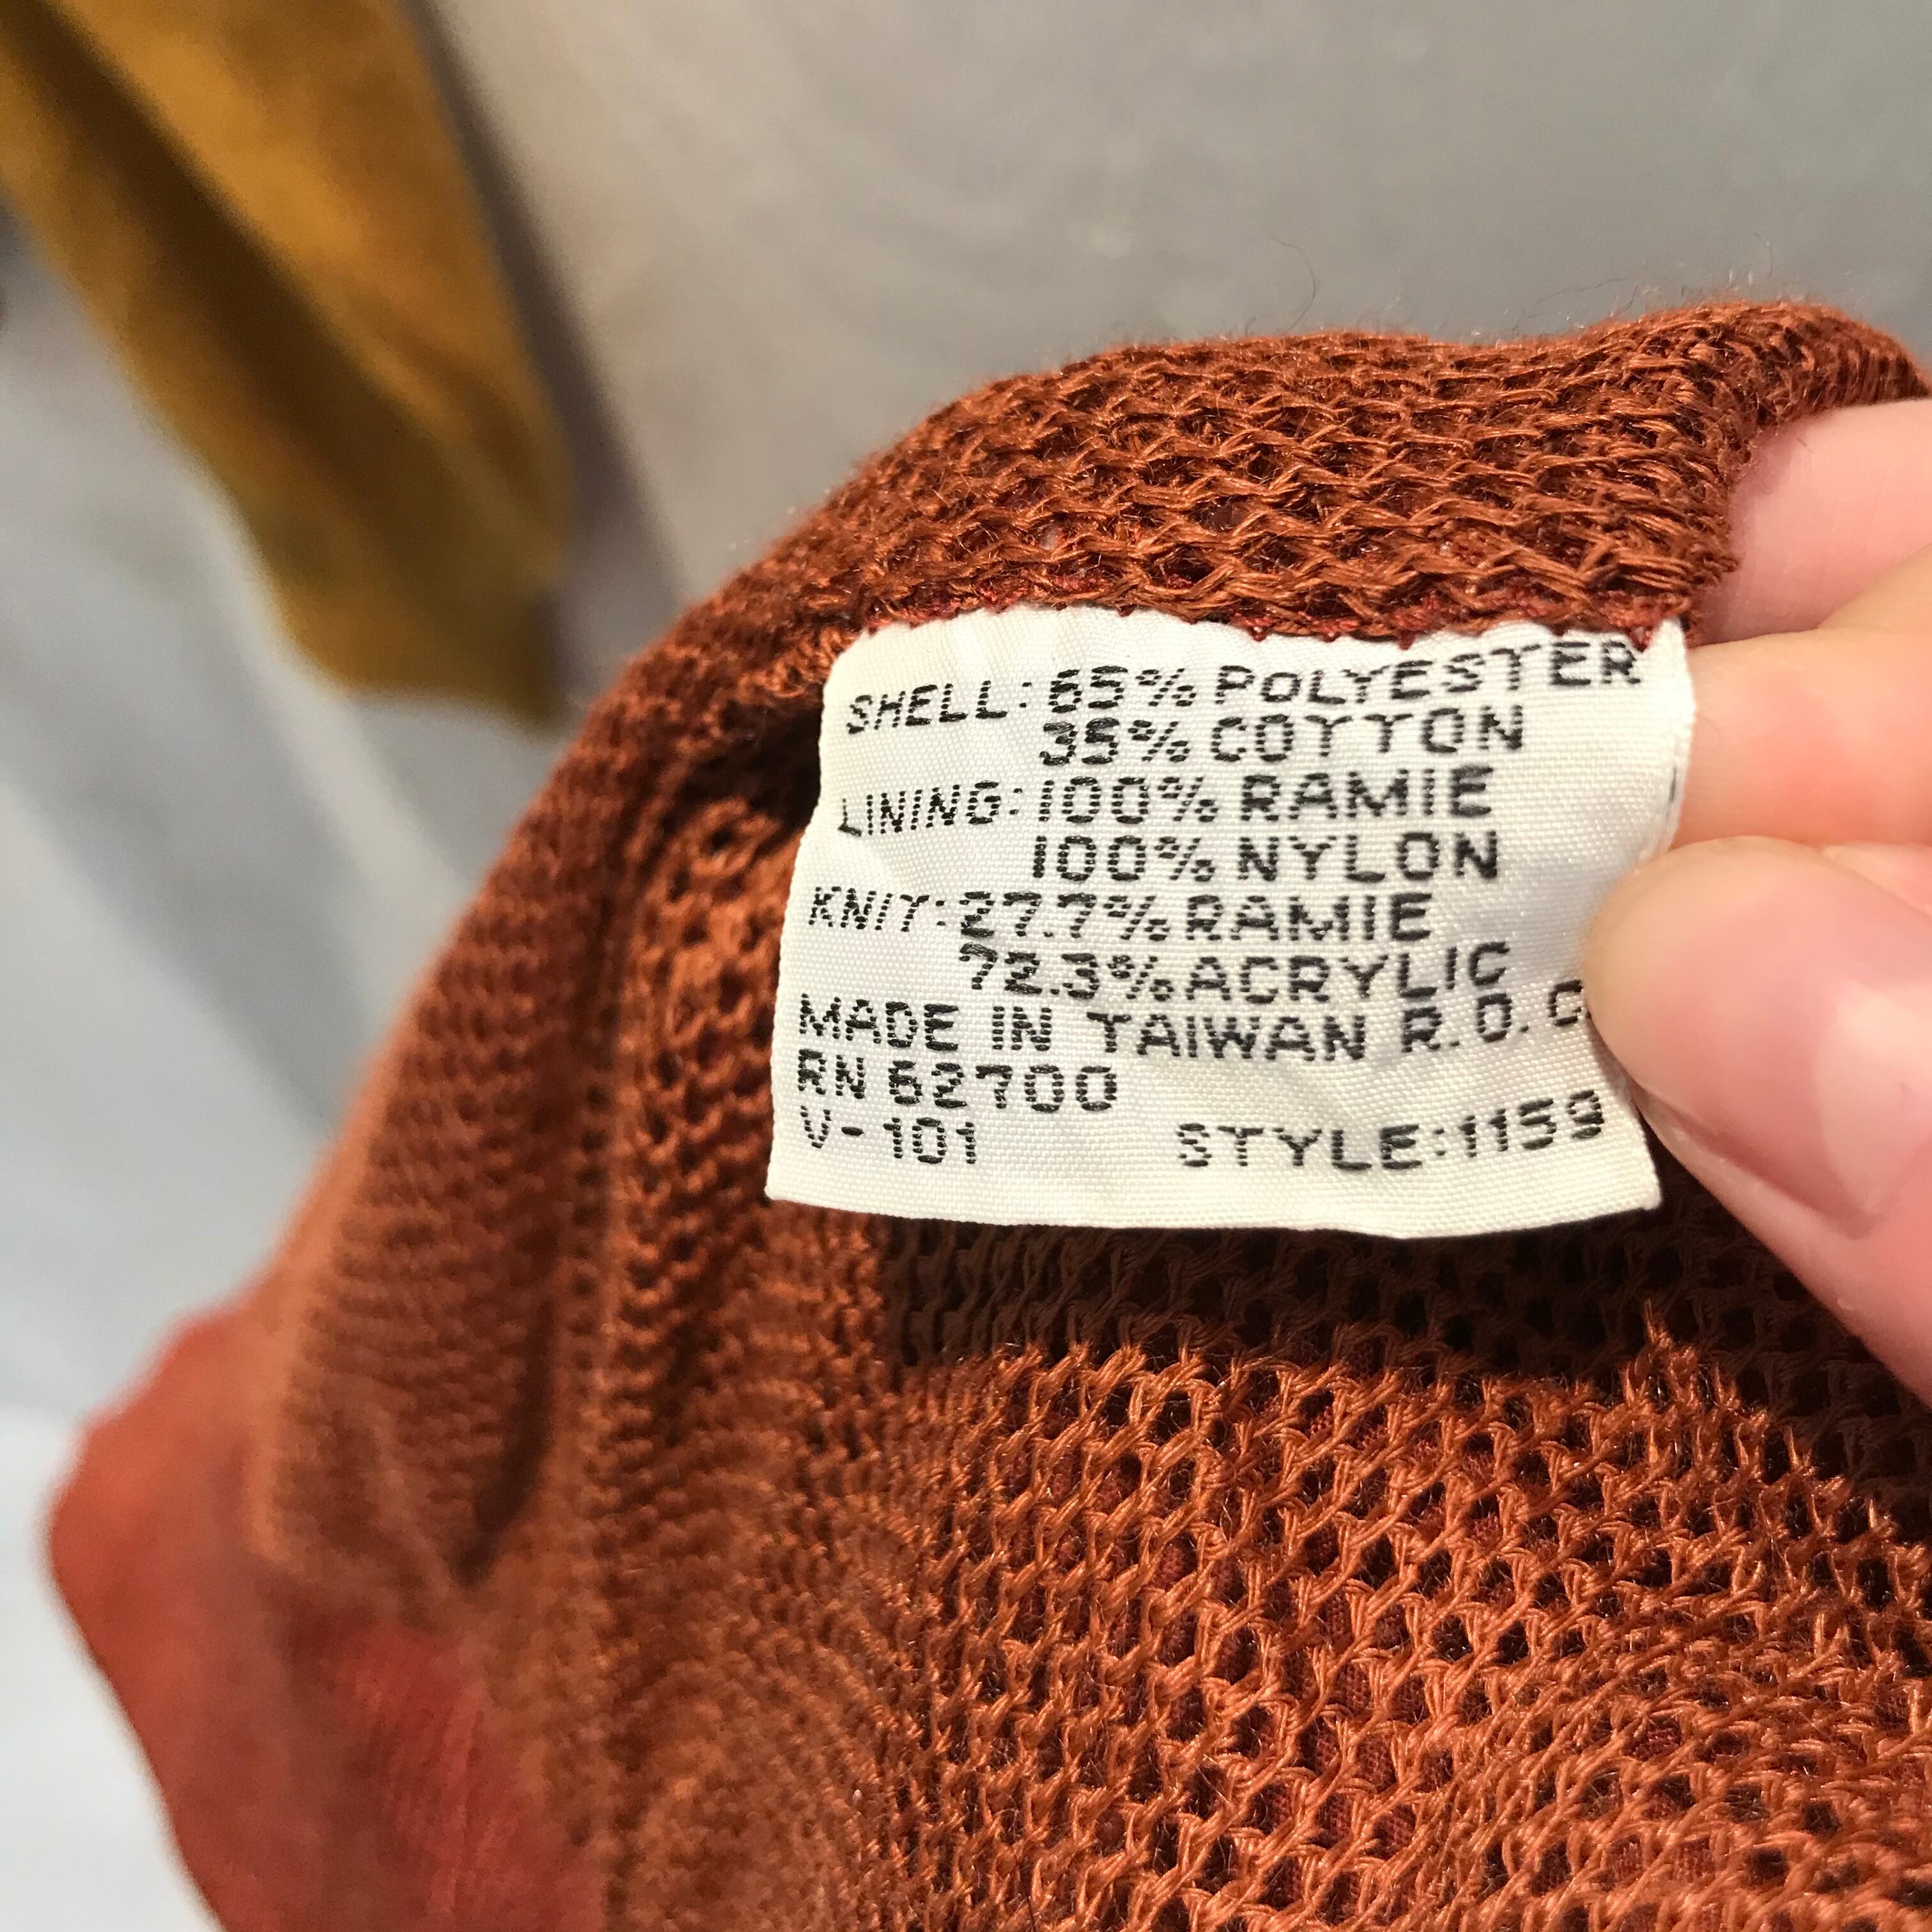 SHELL: 65% POLYESTER
35% COTTON
LINING: 100% RAMIE
100% NYLON
KNIT: 27.7% RAMIE
72.3% ACRYLIC
MADE IN TAIWAN R.O.C
RN 62700
V-101 STYLE: 1159